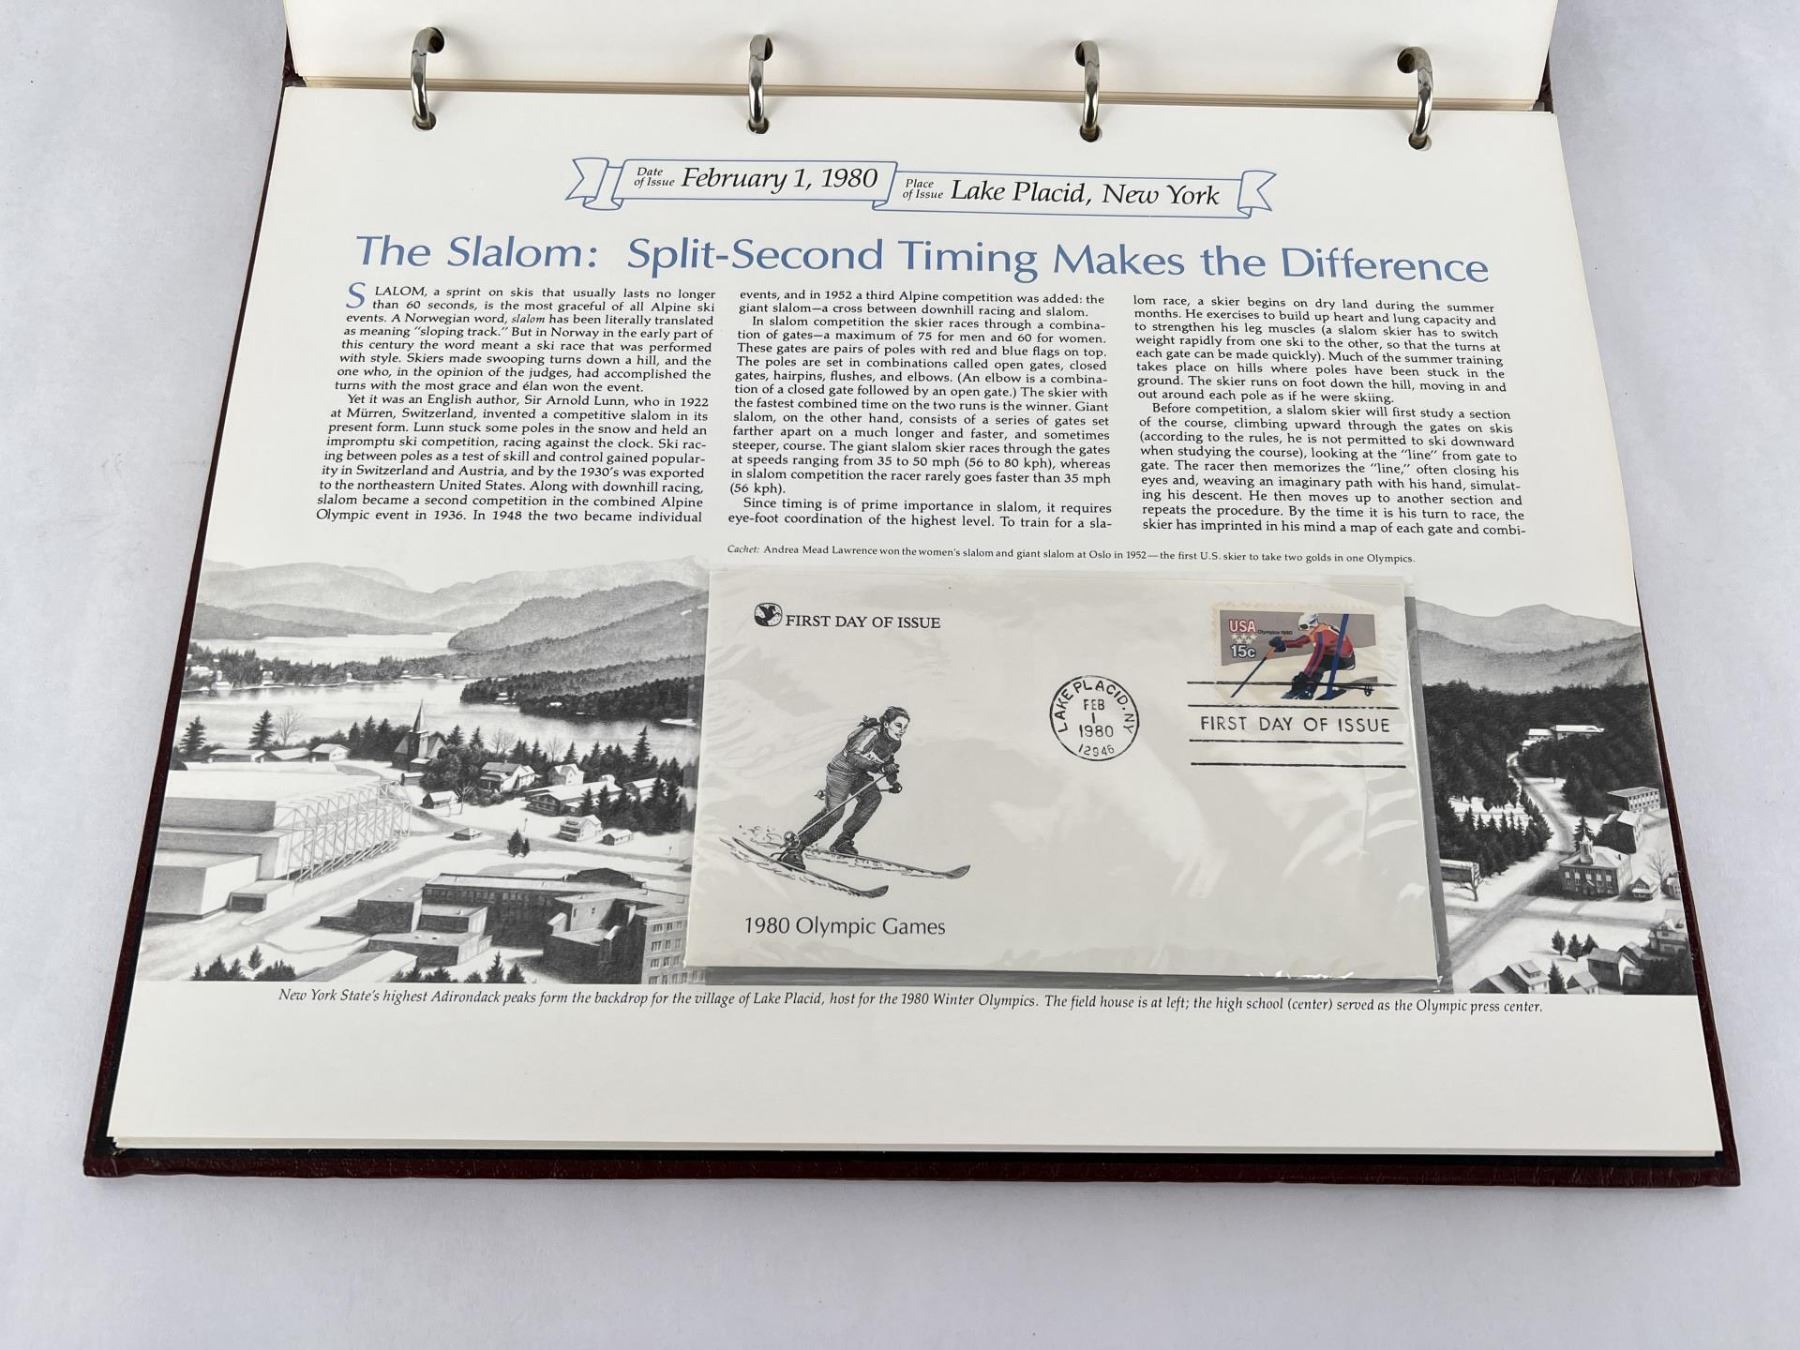 Date of Issue February 1, 1980
Place of Issue Lake Placid, New York
The Slalom: Split-Second Timing Makes the Difference
SLALOM, a sprint on skis that usually lasts no longer
than 60 seconds, is the most graceful of all Alpine ski
events. A Norwegian word, slalom has been literally translated
as meaning "sloping track." But in Norway in the early part of
this century the word meant a ski race that was performed
with style. Skiers made swooping turns down a hill, and the
one who, in the opinion of the judges, had accomplished the
turns with the most grace and élan won the event.
Yet it was an English author, Sir Arnold Lunn, who in 1922
at Mürren, Switzerland, invented a competitive slalom in its
present form. Lunn stuck some poles in the snow and held an
impromptu ski competition, racing against the clock. Ski rac-
ing between poles as a test of skill and control gained popular-
ity in Switzerland and Austria, and by the 1930's was exported
to the northeastern United States. Along with downhill racing,
slalom became a second competition in the combined Alpine
Olympic event in 1936. In 1948 the two became individual
events, and in 1952 a third Alpine competition was added: the
giant slalom—a cross between downhill racing and slalom.
In slalom competition the skier races through a combina-
tion of gates—a maximum of 75 for men and 60 for women.
These gates are pairs of poles with red and blue flags on top.
The poles are set in combinations called open gates, closed
gates, hairpins, flushes, and elbows. (An elbow is a combina-
tion of a closed gate followed by an open gate.) The skier with
the fastest combined time on the two runs is the winner. Giant
slalom, on the other hand, consists of a series of gates set
farther apart on a much longer and faster, and sometimes
steeper, course. The giant slalom skier races through the gates
at speeds ranging from 35 to 50 mph (56 to 80 kph), whereas
in slalom competition the racer rarely goes faster than 35 mph
(56 kph).
Since timing is of prime importance in slalom, it requires
eye-foot coordination of the highest level. To train for a sla-
lom race, a skier begins on dry land during the summer
months. He exercises to build up heart and lung capacity and
to strengthen his leg muscles (a slalom skier has to switch
weight rapidly from one ski to the other, so that the turns at
each gate can be made quickly). Much of the summer training
takes place on hills where poles have been stuck in the
ground. The skier runs on foot down the hill, moving in and
out around each pole as if he were skiing.
Before competition, a slalom skier will first study a section
of the course, climbing upward through the gates on skis
(according to the rules, he is not permitted to ski downward
when studying the course), looking at the "line" from gate to
gate. The racer then memorizes the "line," often closing his
eyes and, weaving an imaginary path with his hand, simulat-
ing his descent. He then moves up to another section and
repeats the procedure. By the time it is his turn to race, the
skier has imprinted in his mind a map of each gate and combi-
Cachet: Andrea Mead Lawrence won the women's slalom and giant slalom at Oslo in 1952—the first U.S. skier to take two golds in one Olympics.
FIRST DAY OF ISSUE
USA
Olympics 1980
15c
LAKE PLACID, NY
FEB
1
1980
12946
FIRST DAY OF ISSUE
1980 Olympic Games
New York State's highest Adirondack peaks form the backdrop for the village of Lake Placid, host for the 1980 Winter Olympics. The field house is at left; the high school (center) served as the Olympic press center.